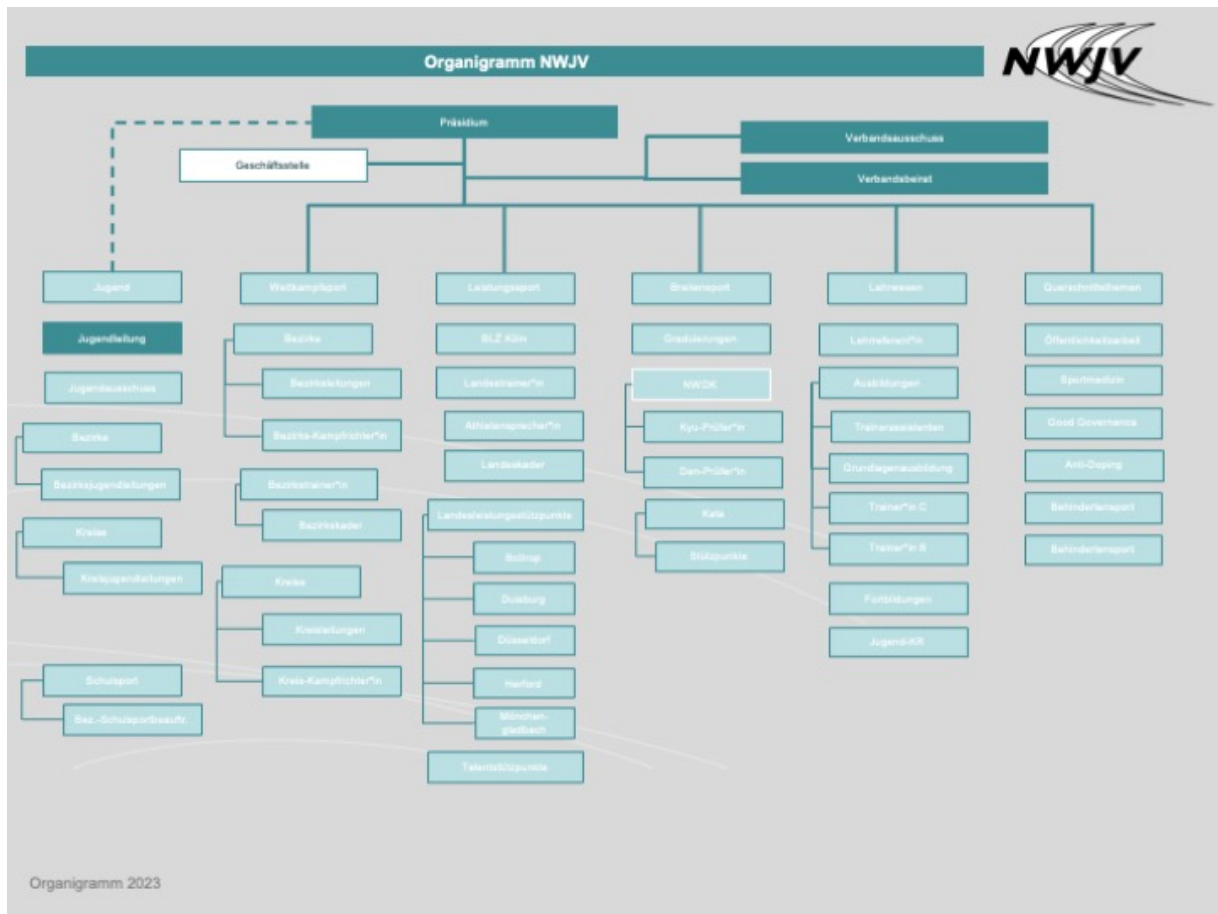 Organigramm NWJV
NWJV
Präsidium
Geschäftsstelle
Verbandsausschuss
Verbandsbeirat
Jugend
Jugendleitung
Jugendausschuss
Bezirke
Bezirksjugendleitungen
Kreise
Kreisjugendleitungen
Schulsport
Bez.-Schulsportbeauftr.
Wettkampfsport
Bezirke
Bezirksleitungen
Bezirks-Kampfrichter*in
Bezirkstrainer*in
Bezirkskader
Kreise
Kreisleitungen
Kreis-Kampfrichter*in
Leistungssport
BLZ Köln
Landestrainer*in
Athletensprecher*in
Landeskader
Landesleistungsstützpunkte
Bottrop
Duisburg
Düsseldorf
Herford
Mönchen-
gladbach
Talentstützpunkte
Breitensport
Graduierungen
NWDK
Kyu-Prüfer*in
Dan-Prüfer*in
Kata
Stützpunkte
Lehrwesen
Lehrreferent*in
Ausbildungen
Trainerassistenten
Grundlagenausbildung
Trainer*in C
Trainer*in B
Fortbildungen
Jugend-KR
Querschnittsthemen
Öffentlichkeitsarbeit
Sportmedizin
Good Governance
Anti-Doping
Behindertensport
Behindertensport
Organigramm 2023